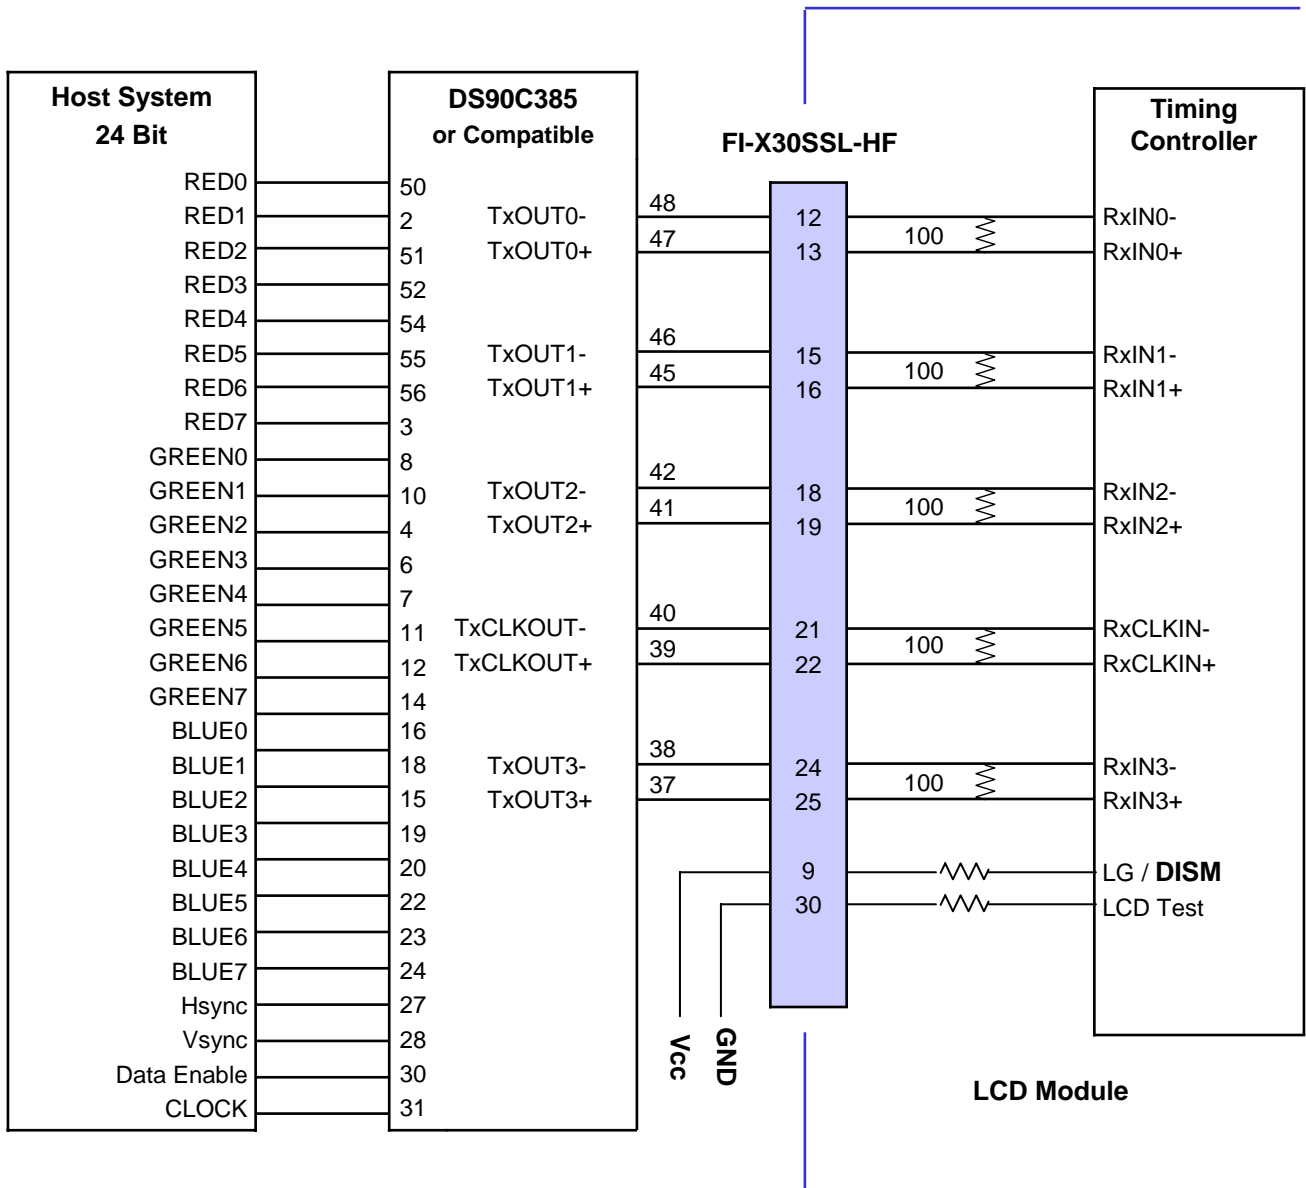 Host System
24 Bit
RED0
RED1
RED2
RED3
RED4
RED5
RED6
RED7
GREEN0
GREEN1
GREEN2
GREEN3
GREEN4
GREEN5
GREEN6
GREEN7
BLUE0
BLUE1
BLUE2
BLUE3
BLUE4
BLUE5
BLUE6
BLUE7
Hsync
Vsync
Data Enable
CLOCK
DS90C385
or Compatible
50
2
51
52
54
55
56
3
8
10
4
6
7
11
12
14
16
18
15
19
20
22
23
24
27
28
30
31
TxOUT0-
TxOUT0+
TxOUT1-
TxOUT1+
TxOUT2-
TxOUT2+
TxCLKOUT-
TxCLKOUT+
TxOUT3-
TxOUT3+
48
47
46
45
42
41
40
39
38
37
Vcc
GND
FI-X30SSL-HF
12
13
15
16
18
19
21
22
24
25
9
30
100
100
100
100
100
Timing
Controller
RxIN0-
RxIN0+
RxIN1-
RxIN1+
RxIN2-
RxIN2+
RxCLKIN-
RxCLKIN+
RxIN3-
RxIN3+
LG / DISM
LCD Test
LCD Module